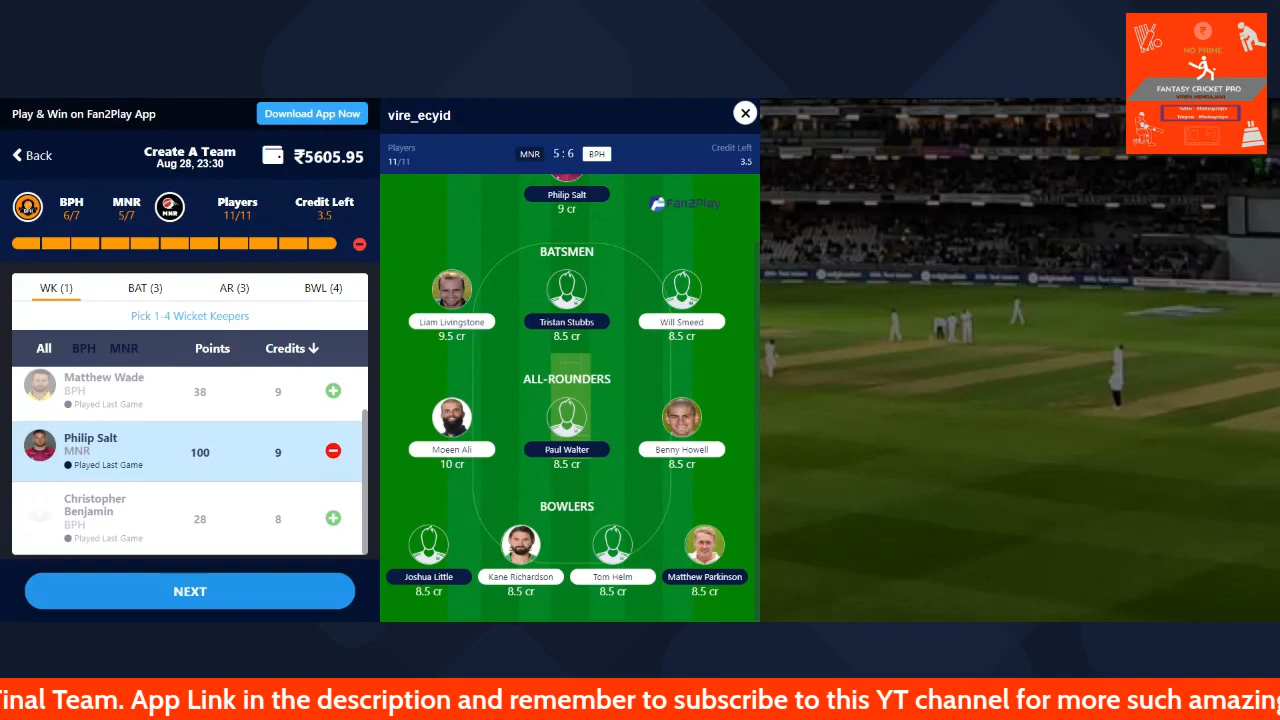 Play & Win on Fan2Play App
Download App Now
Back
Create A Team
Aug 28, 23:30
₹5605.95
BPH
6/7
MNR
5/7
Players
11/11
Credit Left
3.5
WK (1)
BAT (3)
AR (3)
BWL (4)
Pick 1-4 Wicket Keepers
All
BPH
MNR
Points
Credits
Matthew Wade
BPH
Played Last Game
38
9
Philip Salt
MNR
Played Last Game
100
9
Christopher
Benjamin
BPH
Played Last Game
28
8
NEXT
vire_ecyid
Players
11/11
MNR
5 : 6
BPH
Credit Left
3.5
Philip Salt
9 cr
Fan2Play
BATSMEN
Liam Livingstone
9.5 cr
Tristan Stubbs
8.5 cr
Will Smeed
8.5 cr
ALL-ROUNDERS
Moeen Ali
10 cr
Paul Walter
8.5 cr
Benny Howell
8.5 cr
BOWLERS
Joshua Little
8.5 cr
Kane Richardson
8.5 cr
Tom Helm
8.5 cr
Matthew Parkinson
8.5 cr
NO PRIME
FANTASY CRICKET PRO
inal Team. App Link in the description and remember to subscribe to this YT channel for more such amazing